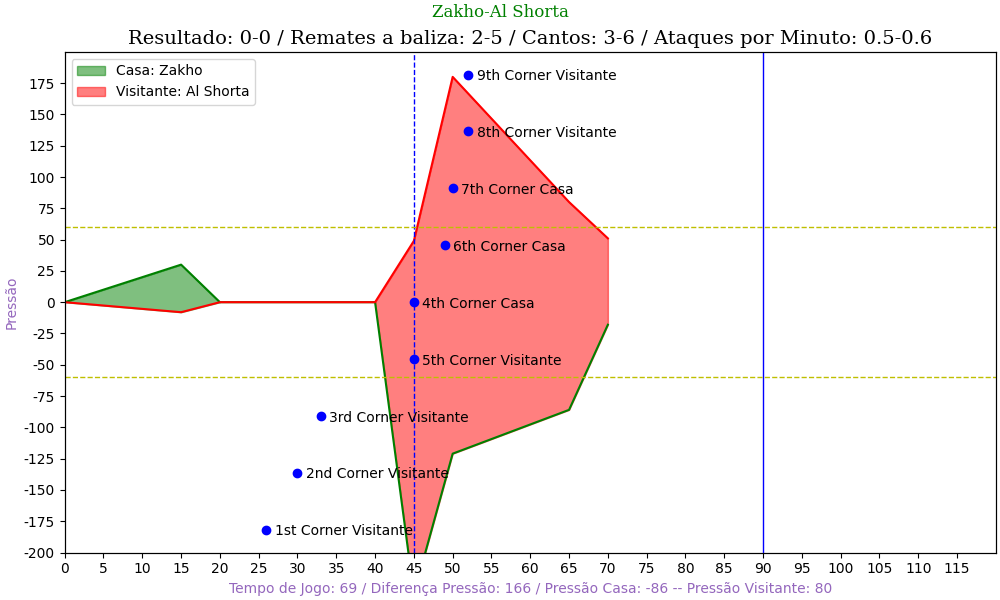 Zakho-Al Shorta
Resultado: 0-0 / Remates a baliza: 2-5 / Cantos: 3-6 / Ataques por Minuto: 0.5-0.6
Casa: Zakho
Visitante: Al Shorta
9th Corner Visitante
8th Corner Visitante
7th Corner Casa
6th Corner Casa
4th Corner Casa
5th Corner Visitante
3rd Corner Visitante
2nd Corner Visitante
1st Corner Visitante
Pressão
175
150
125
100
75
50
25
0
-25
-50
-75
-100
-125
-150
-175
-200
0 5 10 15 20 25 30 35 40 45 50 55 60 65 70 75 80 85 90 95 100 105 110 115
Tempo de Jogo: 69 / Diferença Pressão: 166 / Pressão Casa: -86 -- Pressão Visitante: 80